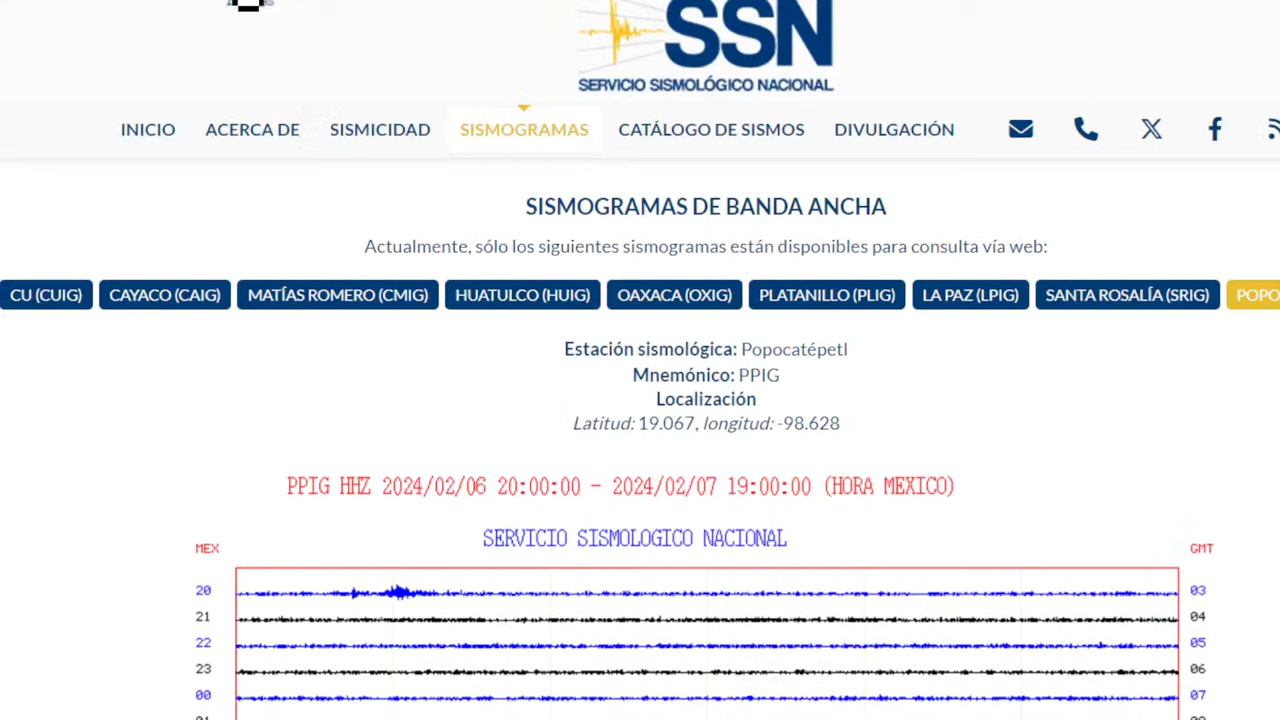 SSN
SERVICIO SISMOLÓGICO NACIONAL
INICIO ACERCA DE SISMICIDAD SISMOGRAMAS CATÁLOGO DE SISMOS DIVULGACIÓN
SISMOGRAMAS DE BANDA ANCHA
Actualmente, sólo los siguientes sismogramas están disponibles para consulta vía web:
CU (CUIG) CAYACO (CAIG) MATÍAS ROMERO (CMIG) HUATULCO (HUIG) OAXACA (OXIG) PLATANILLO (PLIG) LA PAZ (LPIG) SANTA ROSALÍA (SRIG) POPO
Estación sismológica: Popocatépetl
Mnemónico: PPIG
Localización
Latitud: 19.067, longitud: -98.628
PPIG HHZ 2024/02/06 20:00:00 - 2024/02/07 19:00:00 (HORA MEXICO)
SERVICIO SISMOLOGICO NACIONAL
MEX GMT
20 03
21 04
22 05
23 06
00 07